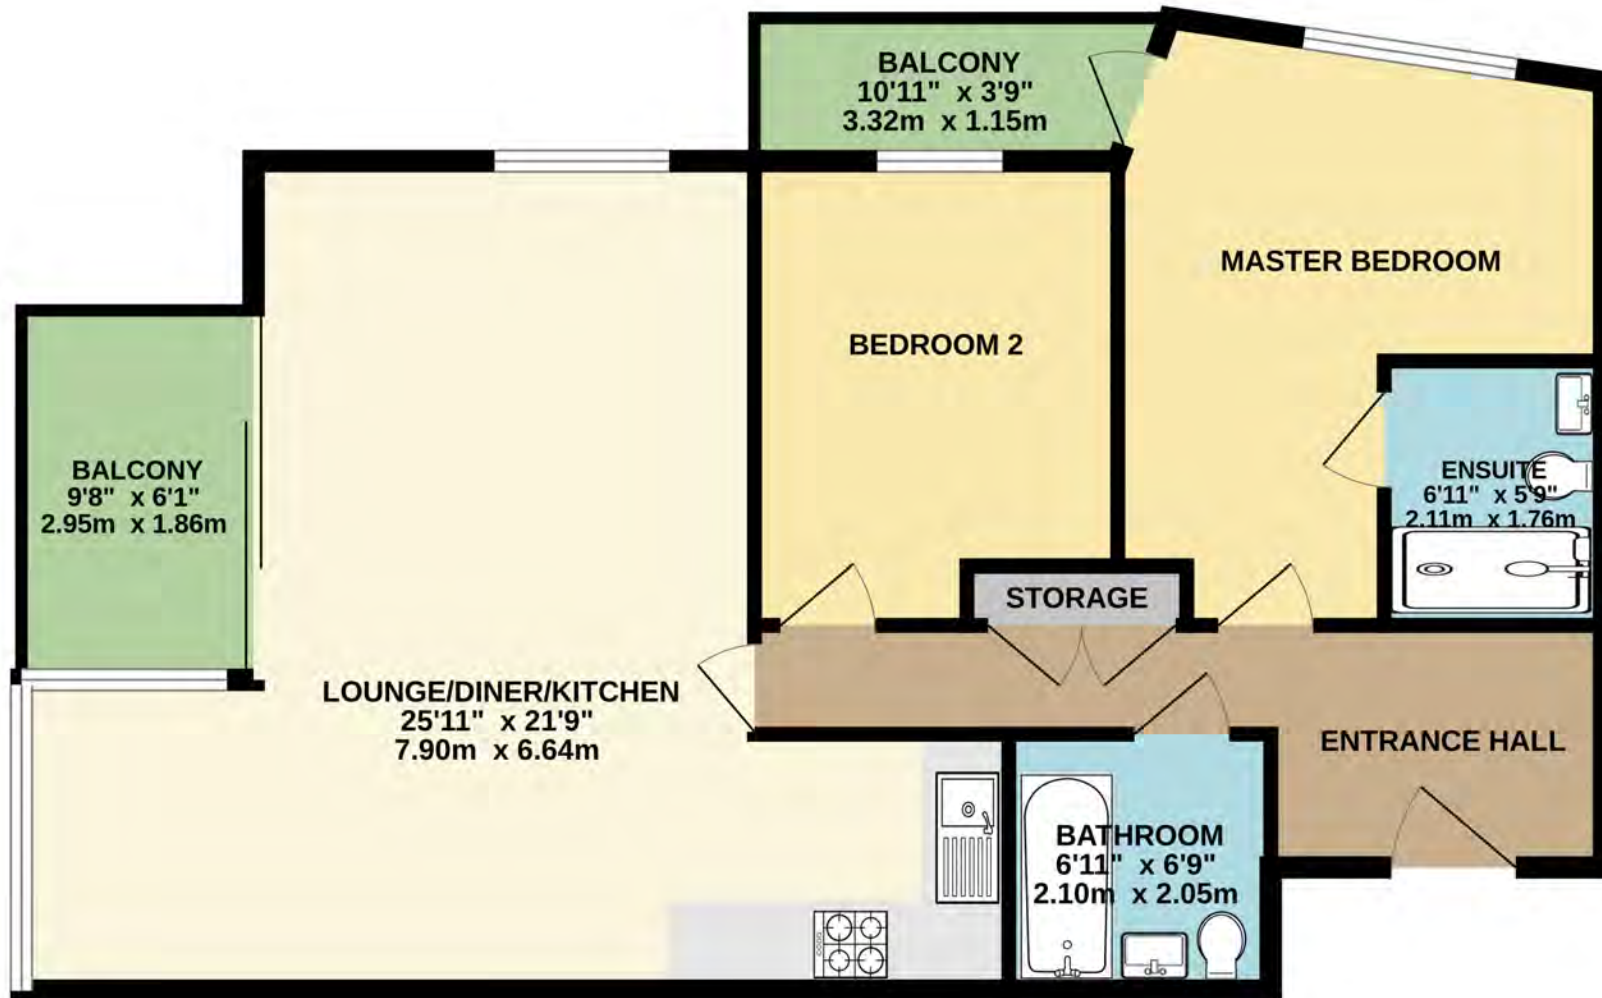 BALCONY
10'11" x 3'9"
3.32m x 1.15m
MASTER BEDROOM
BEDROOM 2
BALCONY
9'8" x 6'1"
2.95m x 1.86m
ENSUITE
6'11" x 5'9"
2.11m x 1.76m
STORAGE
LOUNGE/DINER/KITCHEN
25'11" x 21'9"
7.90m x 6.64m
ENTRANCE HALL
BATHROOM
6'11" x 6'9"
2.10m x 2.05m